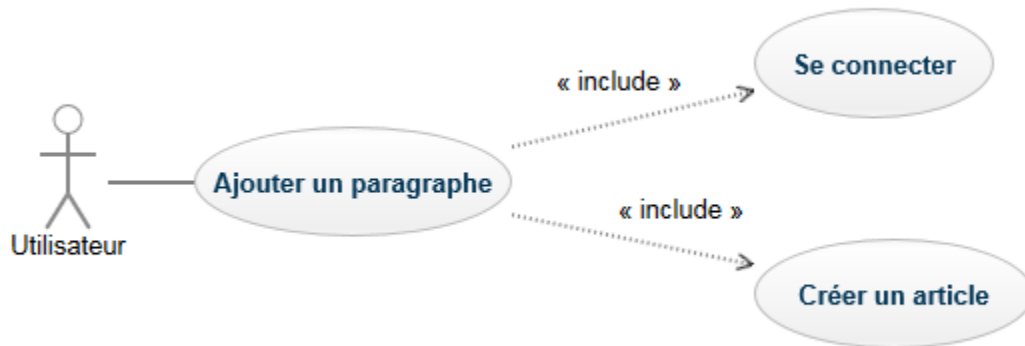 Se connecter
« include »
Ajouter un paragraphe
« include »
Utilisateur
Créer un article